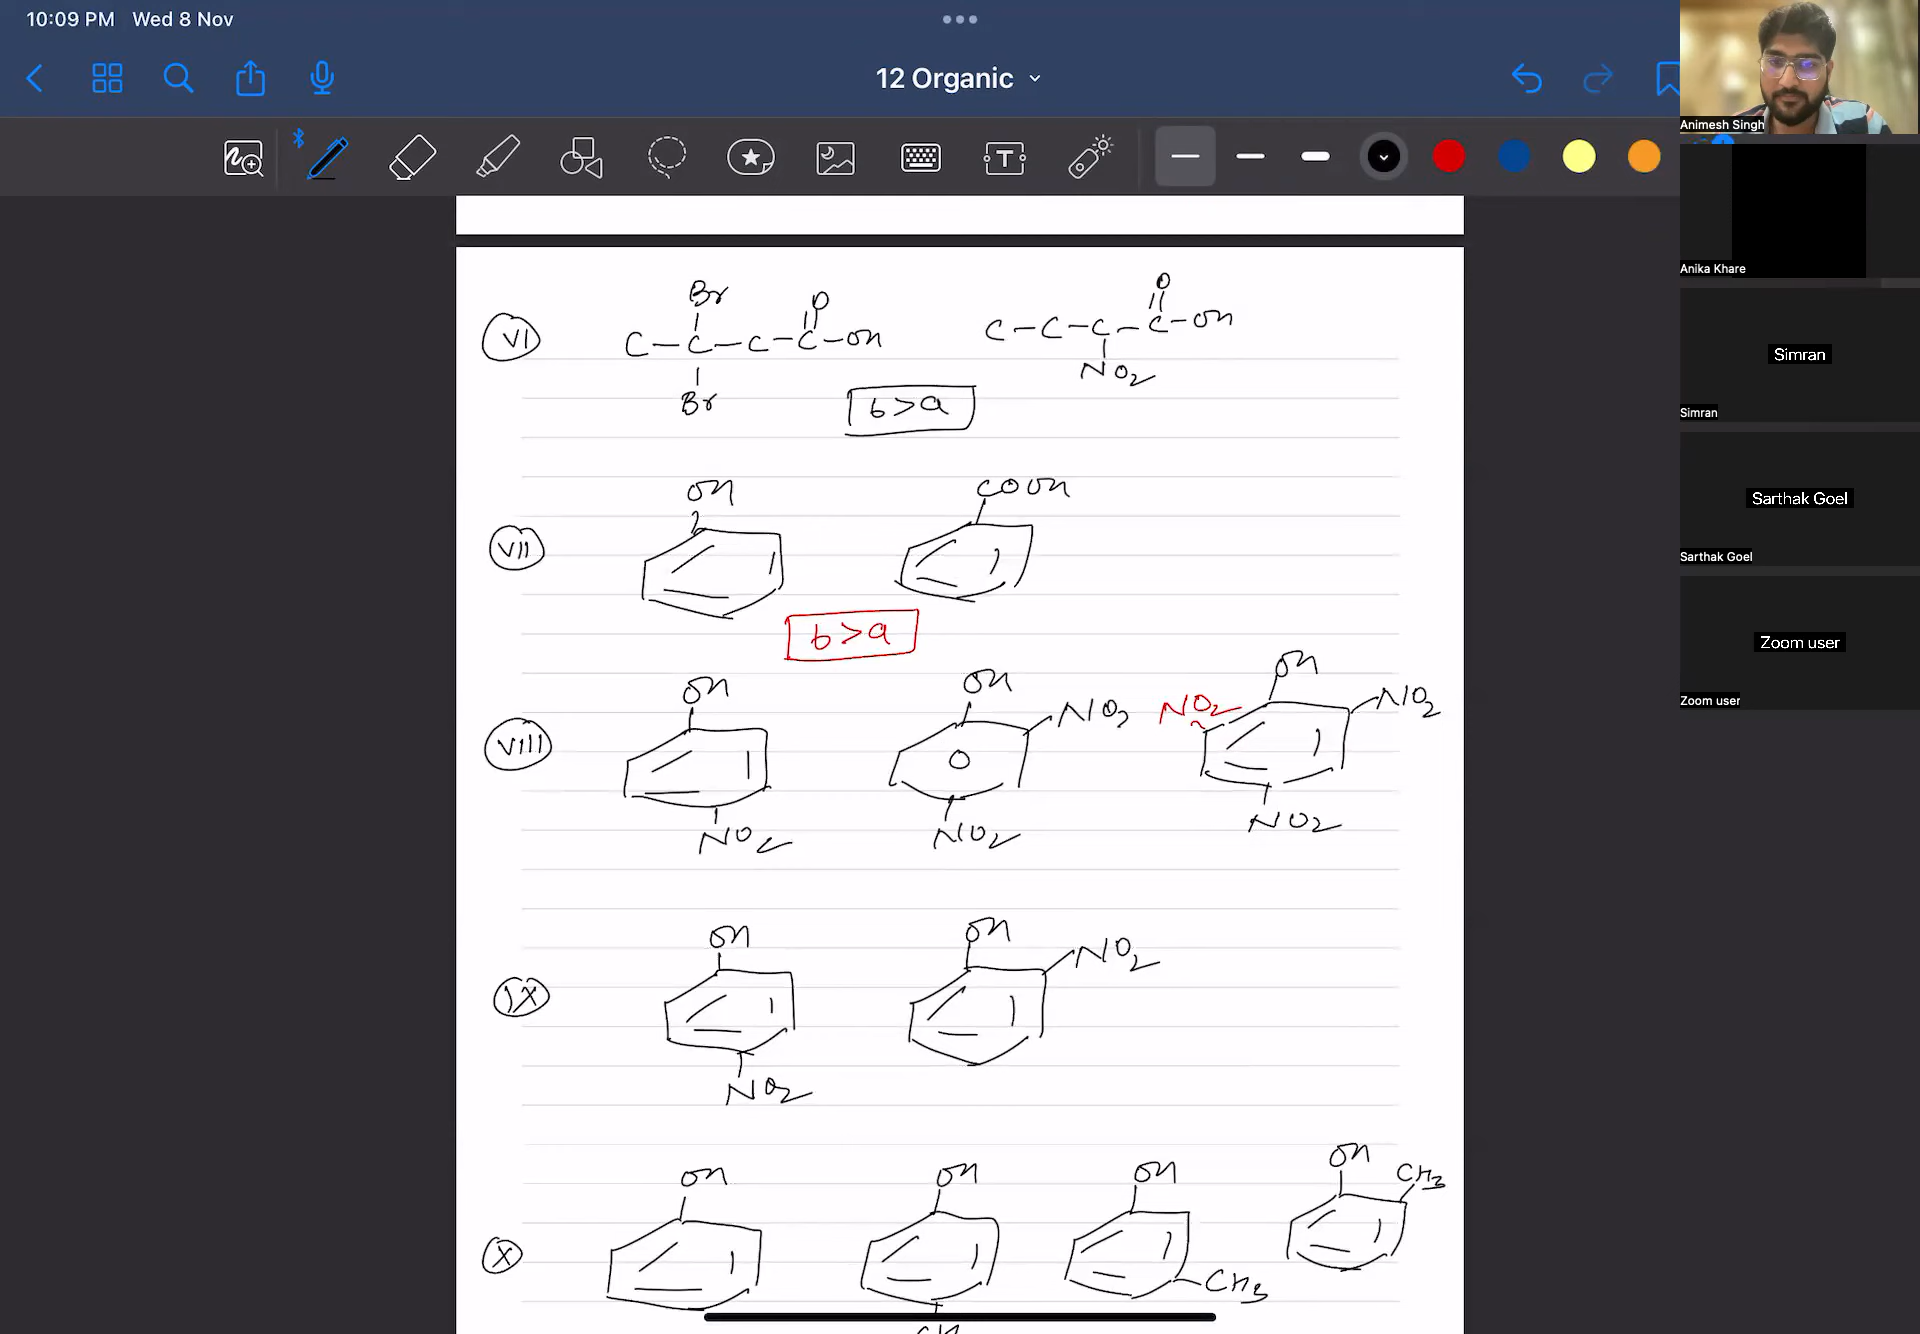 10:09 PM Wed 8 Nov
12 Organic
Animesh Singh
Anika Khare
Simran
Simran
Sarthak Goel
Sarthak Goel
Zoom user
Zoom user
VI
Br
O
C-C-C-C-OH
Br
O
C-C-C-C-OH
NO2
b>a
VII
OH
COOH
b>a
VIII
OH
NO2
OH
NO2
NO2
OH
NO2
NO2
NO2
IX
OH
NO2
OH
NO2
X
OH
OH
OH
CH3
OH
CH3